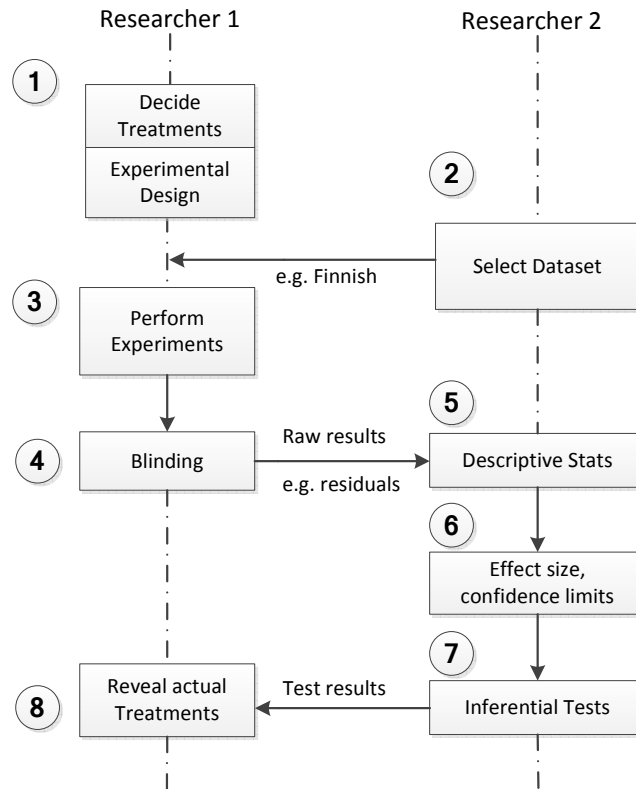 Researcher 1
Researcher 2
1
Decide
Treatments
Experimental
Design
2
Select Dataset
e.g. Finnish
3
Perform
Experiments
4
Blinding
Raw results
e.g. residuals
5
Descriptive Stats
6
Effect size,
confidence limits
7
Inferential Tests
Test results
8
Reveal actual
Treatments